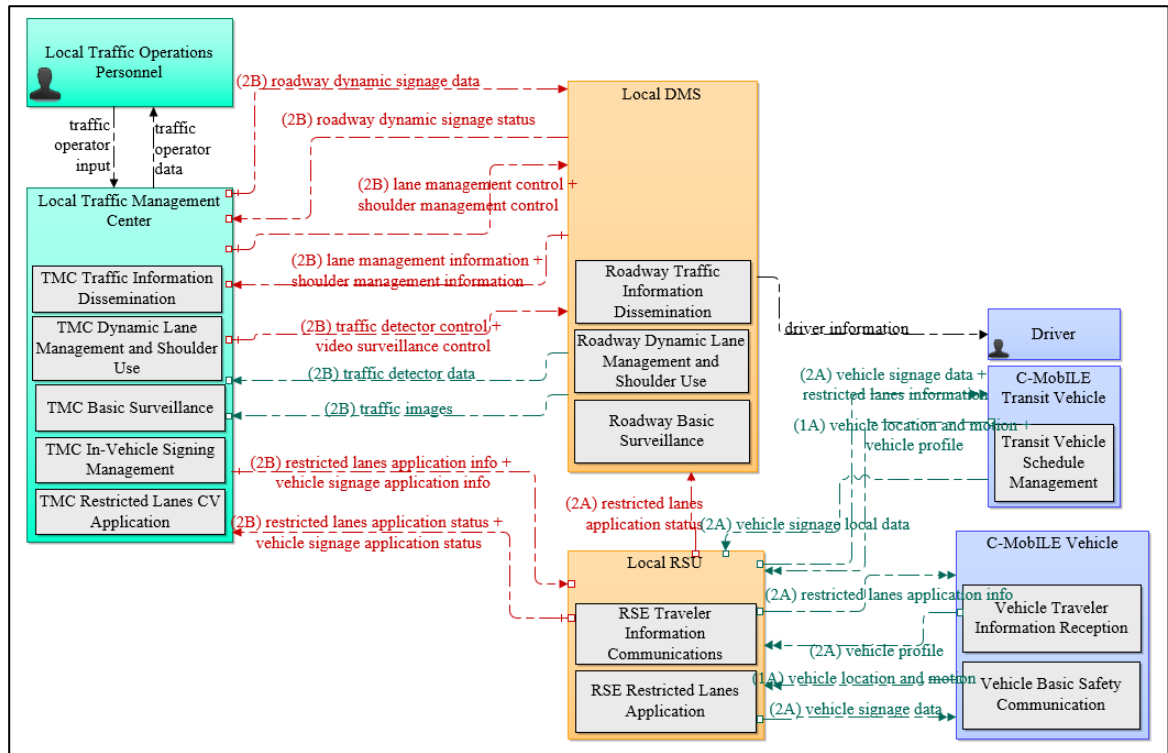 Local Traffic Operations
Personnel
traffic
operator
input
traffic
operator
data
Local Traffic Management
Center
TMC Traffic Information
Dissemination
TMC Dynamic Lane
Management and Shoulder
Use
TMC Basic Surveillance
TMC In-Vehicle Signing
Management
TMC Restricted Lanes CV
Application
(2B) roadway dynamic signage data
(2B) roadway dynamic signage status
(2B) lane management control +
shoulder management control
(2B) lane management information +
shoulder management information
(2B) traffic detector control +
video surveillance control
(2B) traffic detector data
(2B) traffic images
(2B) restricted lanes application info +
vehicle signage application info
(2B) restricted lanes application status +
vehicle signage application status
Local DMS
Roadway Traffic
Information
Dissemination
Roadway Dynamic Lane
Management and
Shoulder Use
Roadway Basic
Surveillance
(2A) restricted lanes
application status
(2A) vehicle signage local data
Local RSU
RSE Traveler
Information
Communications
RSE Restricted Lanes
Application
driver information
Driver
(2A) vehicle signage data +
restricted lanes information
(1A) vehicle location and motion +
vehicle profile
C-MobILE
Transit Vehicle
Transit Vehicle
Schedule
Management
(2A) restricted lanes application info
(2A) vehicle profile
(1A) vehicle location and motion
(2A) vehicle signage data
C-MobILE Vehicle
Vehicle Traveler
Information Reception
Vehicle Basic Safety
Communication